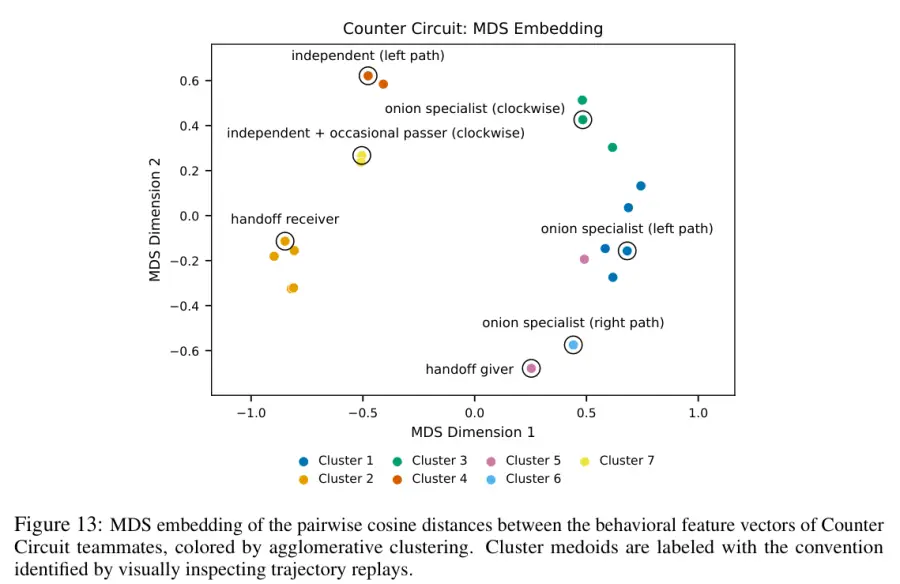 Counter Circuit: MDS Embedding
independent (left path)
onion specialist (clockwise)
independent + occasional passer (clockwise)
handoff receiver
onion specialist (left path)
onion specialist (right path)
handoff giver
MDS Dimension 2
0.6
0.4
0.2
0.0
−0.2
−0.4
−0.6
−1.0 −0.5 0.0 0.5 1.0
MDS Dimension 1
Cluster 1 Cluster 3 Cluster 5 Cluster 7
Cluster 2 Cluster 4 Cluster 6
Figure 13: MDS embedding of the pairwise cosine distances between the behavioral feature vectors of Counter
Circuit teammates, colored by agglomerative clustering. Cluster medoids are labeled with the convention
identified by visually inspecting trajectory replays.